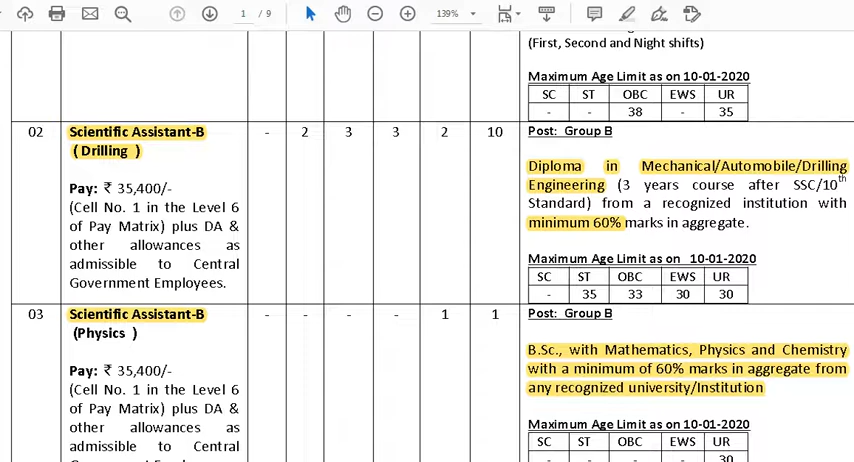 1 / 9
139%
(First, Second and Night shifts)
Maximum Age Limit as on 10-01-2020
SC ST OBC EWS UR
- - 38 - 35
02 Scientific Assistant-B - 2 3 3 2 10 Post: Group B
( Drilling )
Diploma in Mechanical/Automobile/Drilling
Pay: ₹ 35,400/- Engineering (3 years course after SSC/10th
(Cell No. 1 in the Level 6 Standard) from a recognized institution with
of Pay Matrix) plus DA & minimum 60% marks in aggregate.
other allowances as
admissible to Central Maximum Age Limit as on 10-01-2020
Government Employees. SC ST OBC EWS UR
- 35 33 30 30
03 Scientific Assistant-B - - - - 1 1 Post: Group B
(Physics )
B.Sc., with Mathematics, Physics and Chemistry
Pay: ₹ 35,400/- with a minimum of 60% marks in aggregate from
(Cell No. 1 in the Level 6 any recognized university/Institution
of Pay Matrix) plus DA &
other allowances as Maximum Age Limit as on 10-01-2020
admissible to Central SC ST OBC EWS UR
- - - - 30